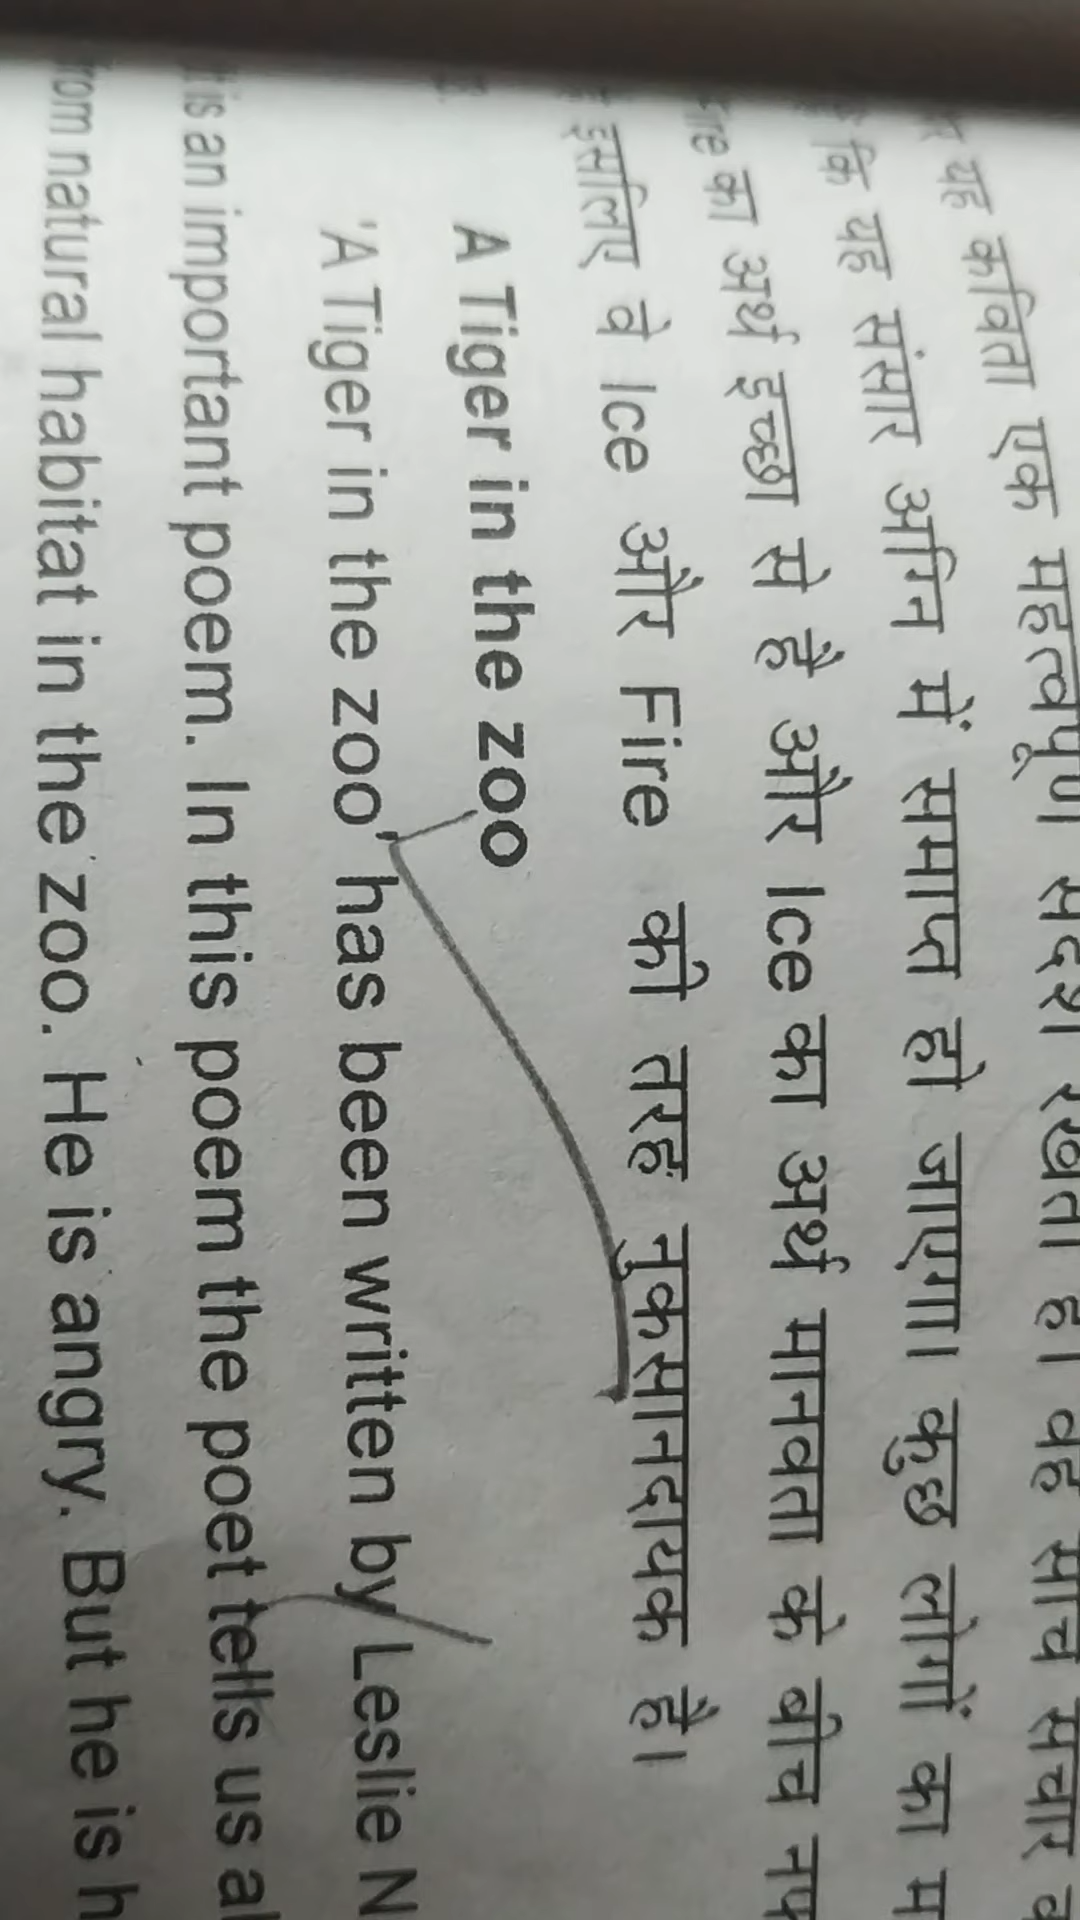 यह कविता एक महत्वपूर्ण संदेश रखती है। वह सोच संचार
कि यह संसार अग्नि में समाप्त हो जाएगा। कुछ लोगों का
का अर्थ इच्छा से है और Ice का अर्थ मानवता के बीच
इसलिए वे Ice और Fire की तरह नुकसानदायक है।
A Tiger in the zoo
'A Tiger in the zoo' has been written by Leslie N
is an important poem. In this poem the poet tells us
natural habitat in the zoo. He is angry. But he is